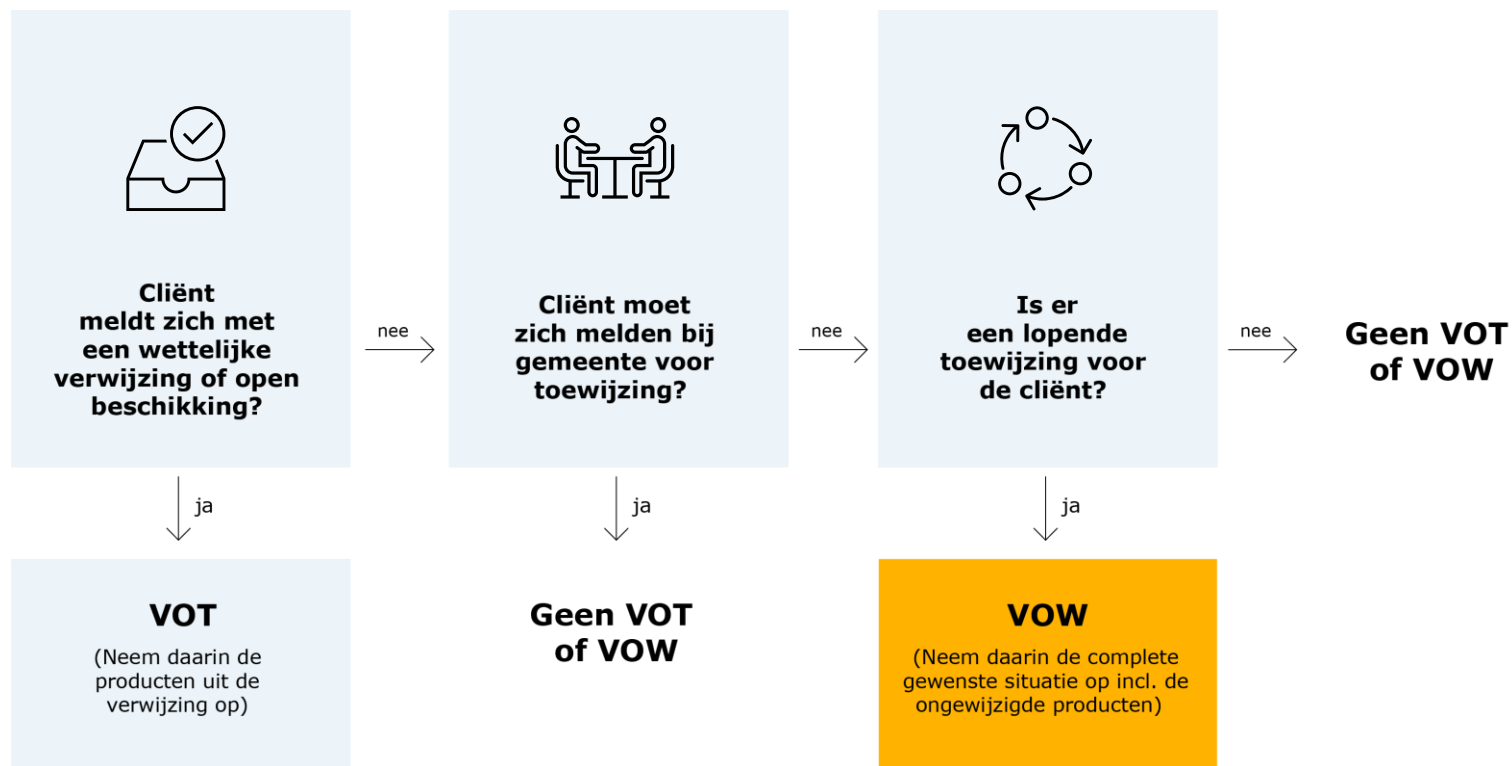 Cliënt
meldt zich met
een wettelijke
verwijzing of open
beschikking?
nee
Cliënt moet
zich melden bij
gemeente voor
toewijzing?
nee
Is er
een lopende
toewijzing voor
de cliënt?
nee
Geen VOT
of VOW
ja
ja
ja
VOT
(Neem daarin de
producten uit de
verwijzing op)
Geen VOT
of VOW
VOW
(Neem daarin de complete
gewenste situatie op incl. de
ongewijzigde producten)